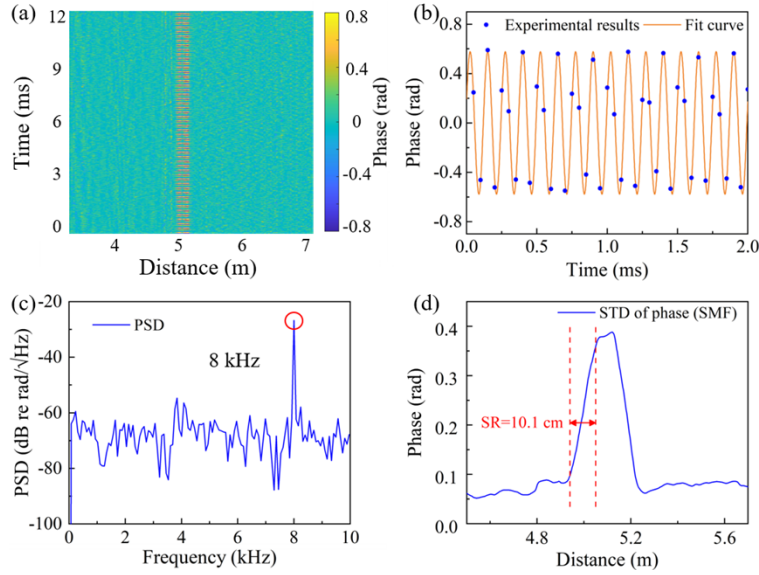 (a)
12
9
6
3
0
Time (ms)
4
5
6
7
Distance (m)
0.8
0.4
0
-0.4
-0.8
Phase (rad)
(b)
Experimental results
Fit curve
0.8
0.4
0.0
-0.4
-0.8
Phase (rad)
0.0
0.5
1.0
1.5
2.0
Time (ms)
(c)
PSD
8 kHz
-20
-40
-60
-80
-100
PSD (dB re rad/√Hz)
0
2
4
6
8
10
Frequency (kHz)
(d)
STD of phase (SMF)
SR=10.1 cm
0.4
0.3
0.2
0.1
0.0
Phase (rad)
4.8
5.2
5.6
Distance (m)